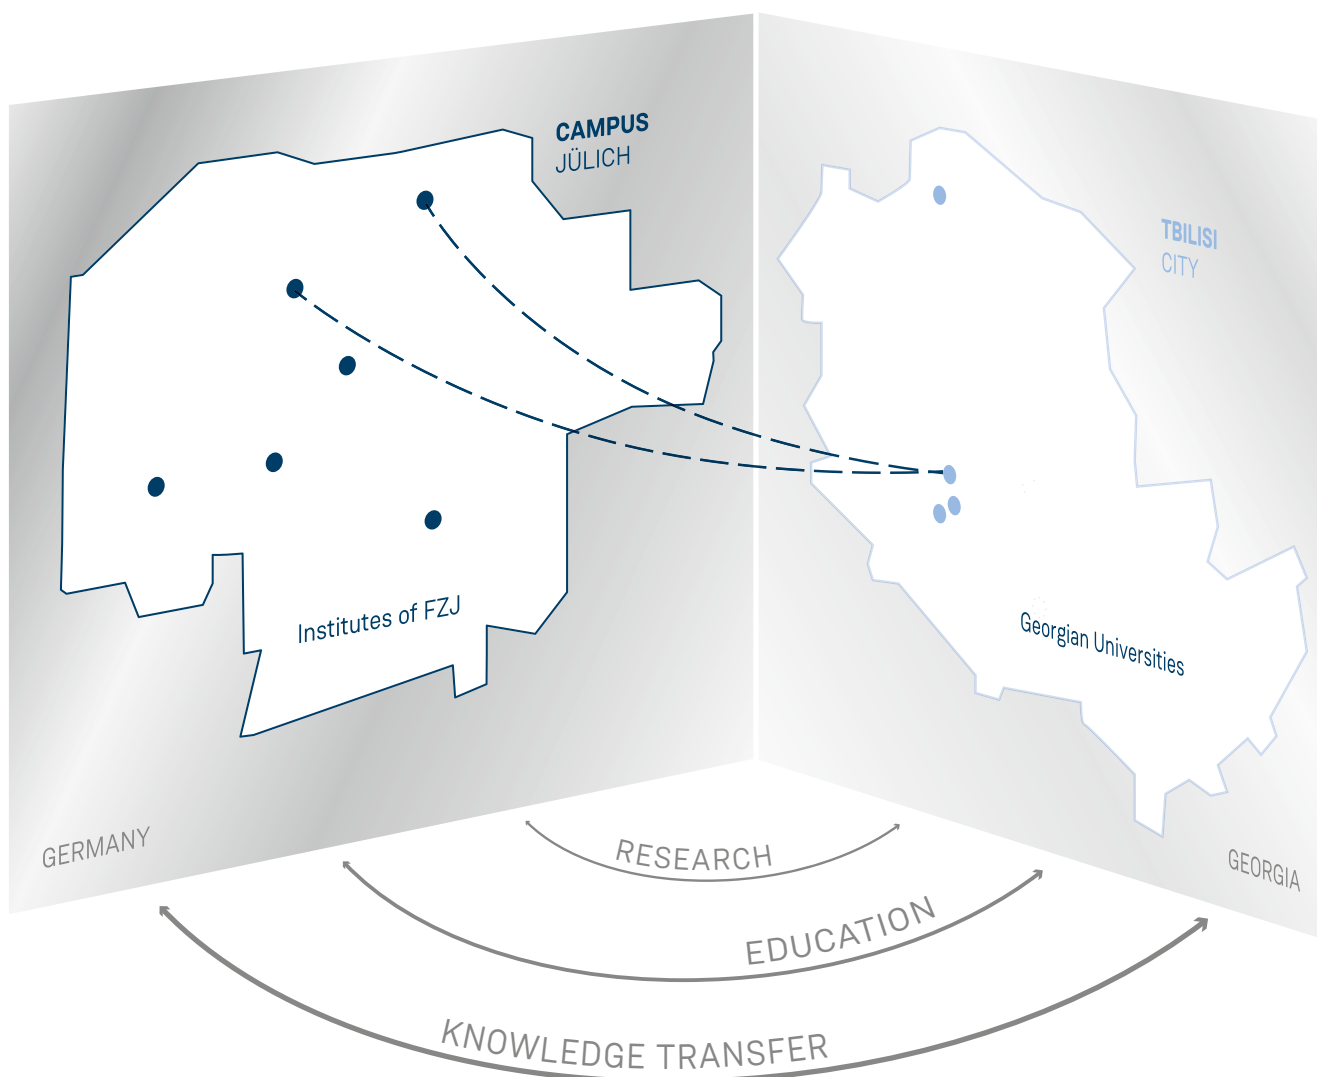 CAMPUS
JÜLICH
TBILISI
CITY
Institutes of FZJ
Georgian Universities
GERMANY
GEORGIA
RESEARCH
EDUCATION
KNOWLEDGE TRANSFER